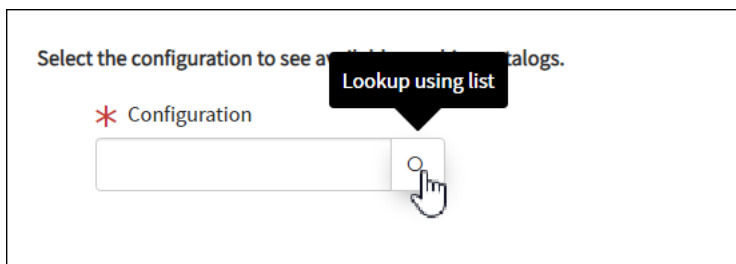 Select the configuration to see av talogs.
Lookup using list
* Configuration